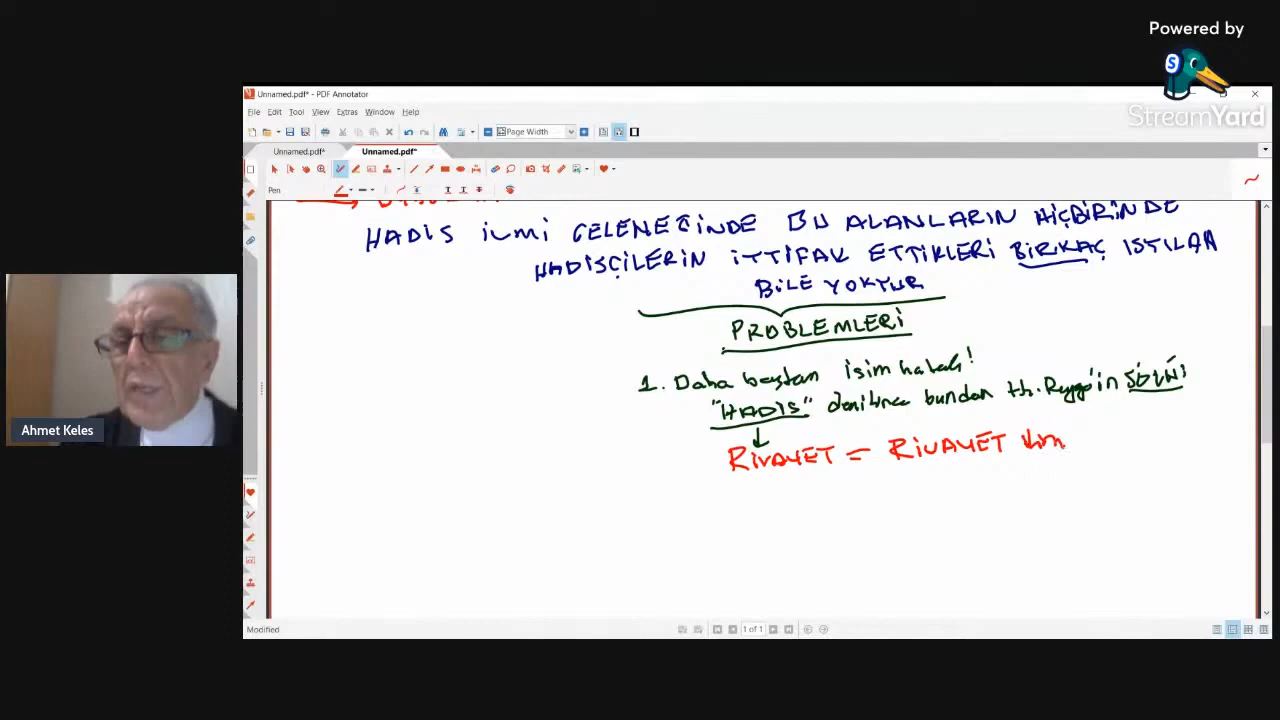 Powered by
StreamYard
Unnamed.pdf* - PDF Annotator
File Edit Tool View Extras Window Help
Page Width
Unnamed.pdf* Unnamed.pdf*
Pen
HADİS İLMİ GELENEĞİNDE BU ALANLARIN HİÇBİRİNDE
HADİSÇİLERİN İTTİFAK ETTİKLERİ BİRKAÇ ISTILAH
BİLE YOKTUR
PROBLEMLERİ
1. Daha baştan isim hatalı!
"HADİS" denilince bundan
RİVAYET = RİVAYET
Ahmet Keles
Modified
1 of 1